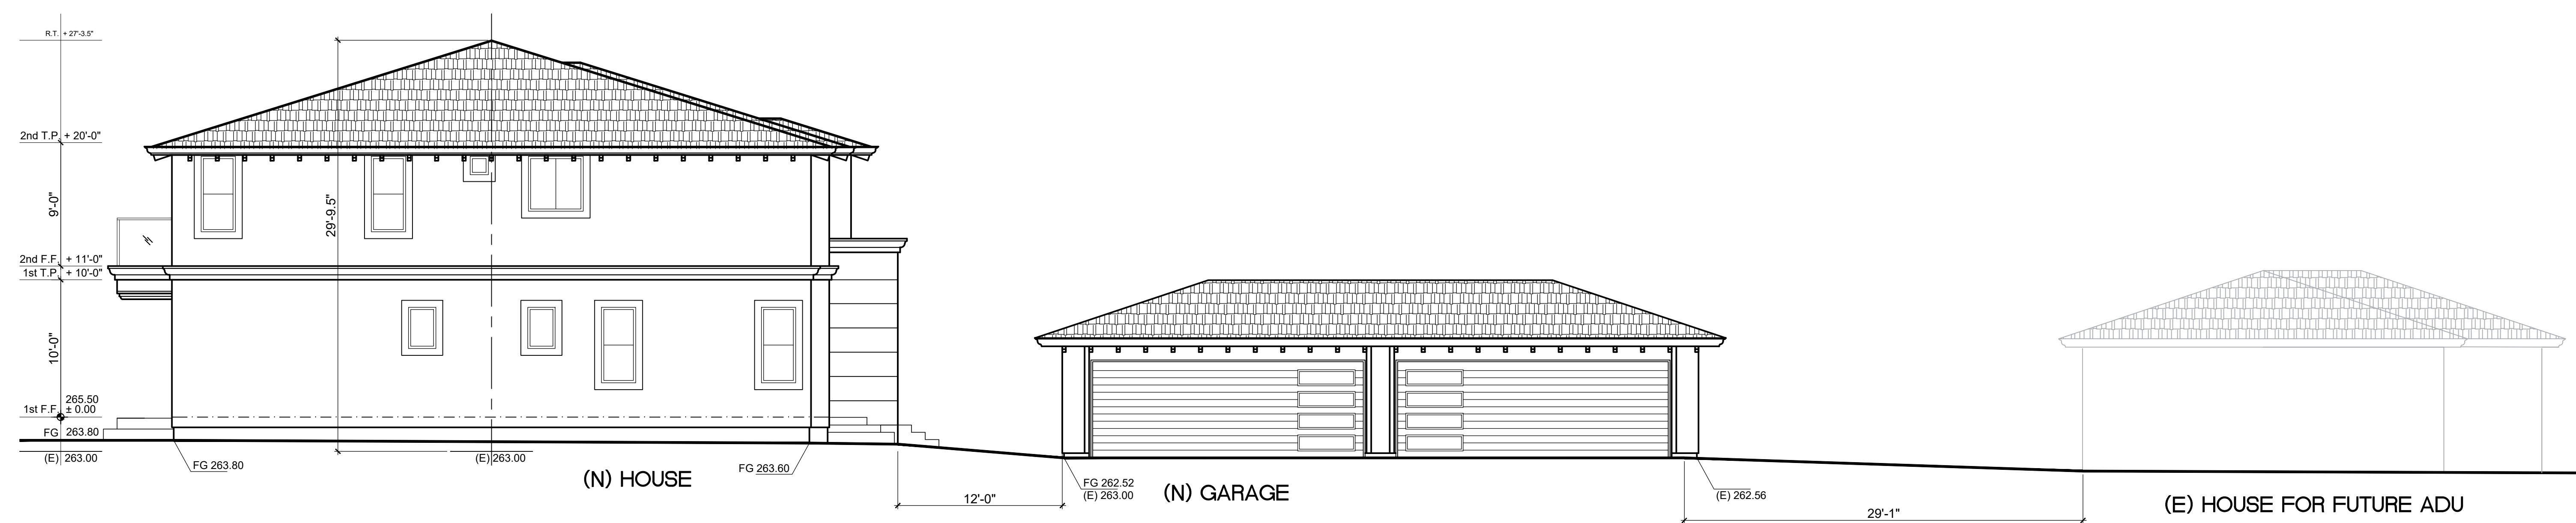 R.T. + 27'-3.5"
2nd T.P. + 20'-0"
9'-0"
29'-9.5"
2nd F.F. + 11'-0"
1st T.P. + 10'-0"
10'-0"
265.50
1st F.F. ± 0.00
FG 263.80
(E) 263.00
FG 263.80
(E) 263.00
(N) HOUSE
FG 263.60
12'-0"
FG 262.52
(E) 263.00
(N) GARAGE
(E) 262.56
29'-1"
(E) HOUSE FOR FUTURE ADU